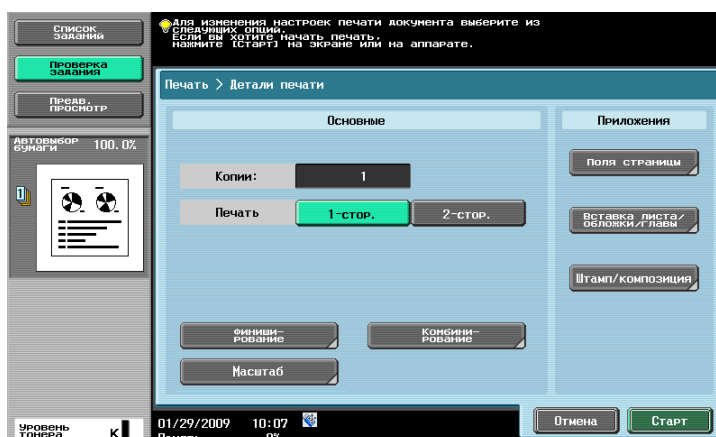 Список
заданий
Проверка
задания
Предв.
просмотр
Автовыбор
бумаги 100.0%
1
Уровень
тонера K
Для изменения настроек печати документа выберите из
следующих опций.
Если вы хотите начать печать,
нажмите [Старт] на экране или на аппарате.
Печать > Детали печати
Основные
Копии: 1
Печать 1-стор. 2-стор.
Финиши-
рование
Комбини-
рование
Масштаб
Приложения
Поля страницы
Вставка листа/
обложки/главы
Штамп/композиция
01/29/2009 10:07
Память 0%
Отмена Старт